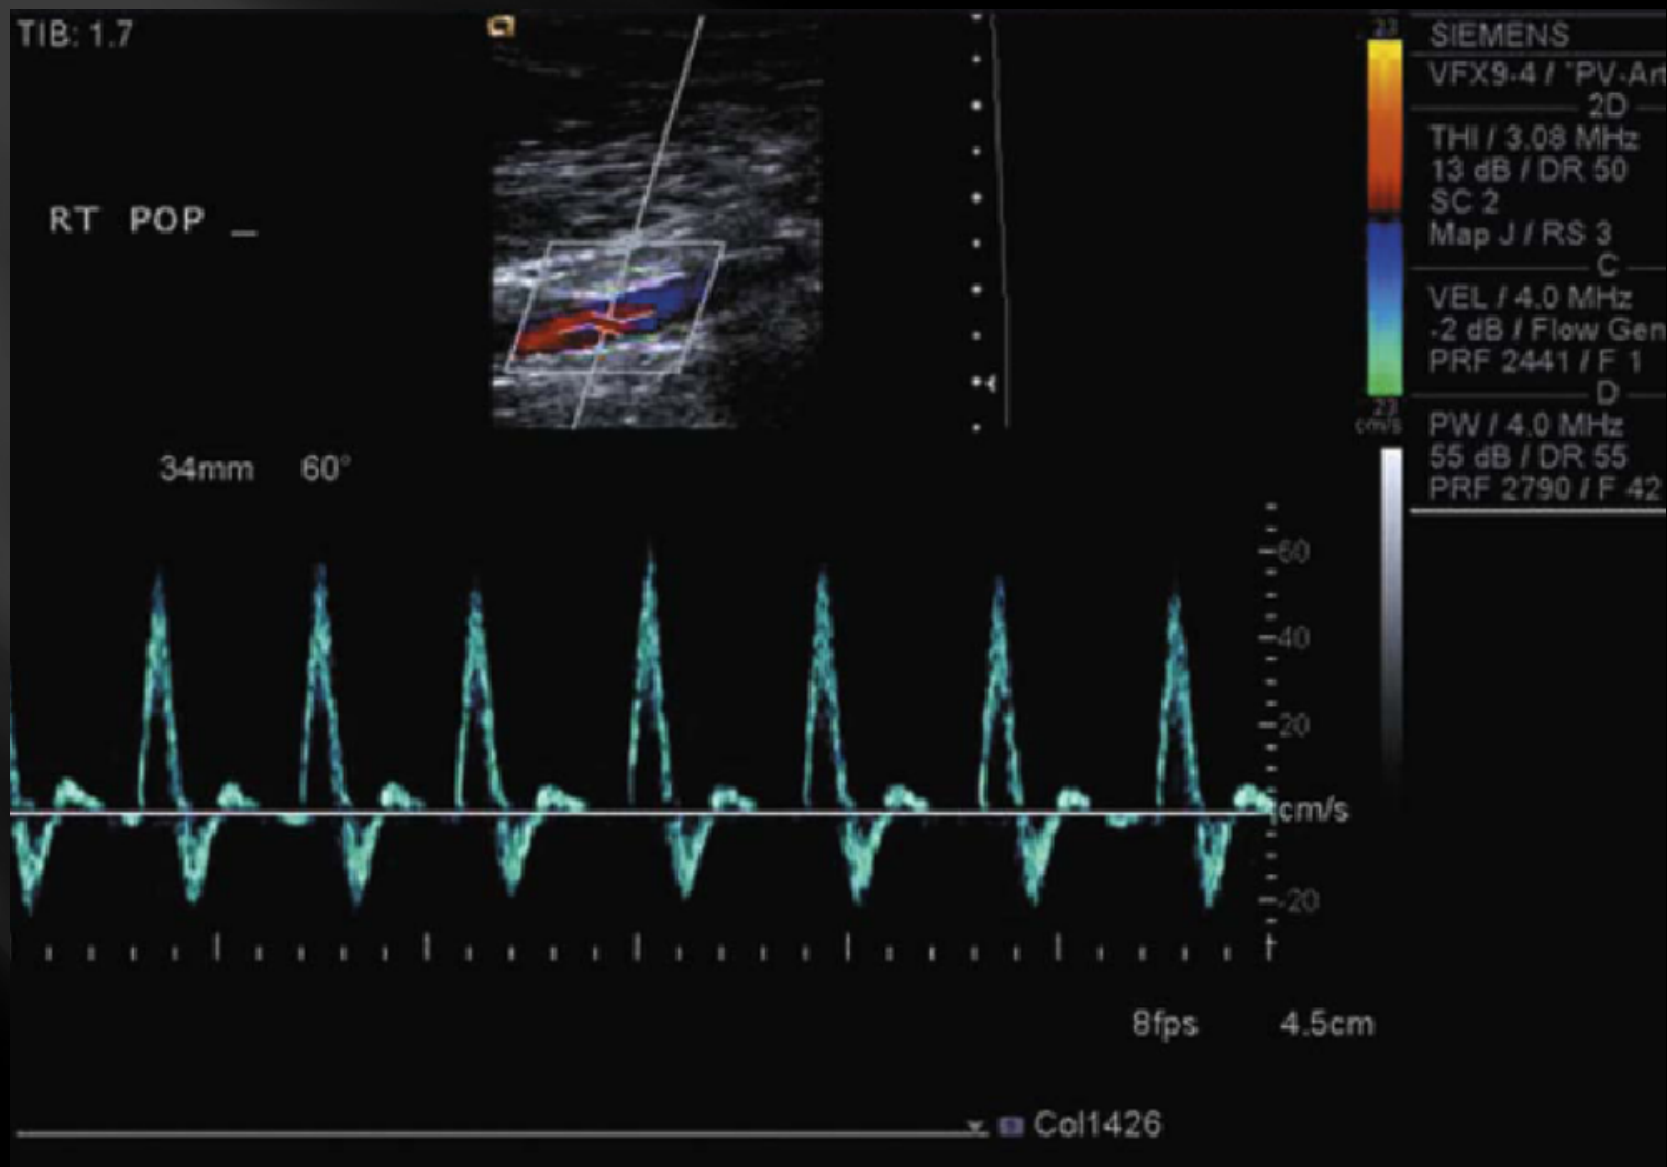 TIB: 1.7
RT POP _
34mm 60°
23
23
cm/s
SIEMENS
VFX9-4 / "PV-Art
2D
THI / 3.08 MHz
13 dB / DR 50
SC 2
Map J / RS 3
C
VEL / 4.0 MHz
-2 dB / Flow Gen
PRF 2441 / F 1
D
PW / 4.0 MHz
55 dB / DR 55
PRF 2790 / F 42
60
40
20
cm/s
-20
8fps 4.5cm
Col1426